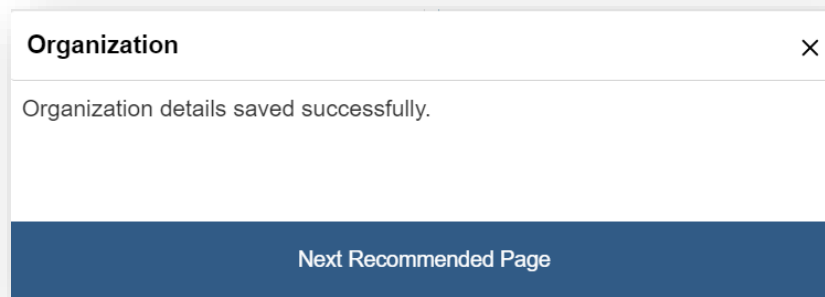 Organization
Organization details saved successfully.
Next Recommended Page